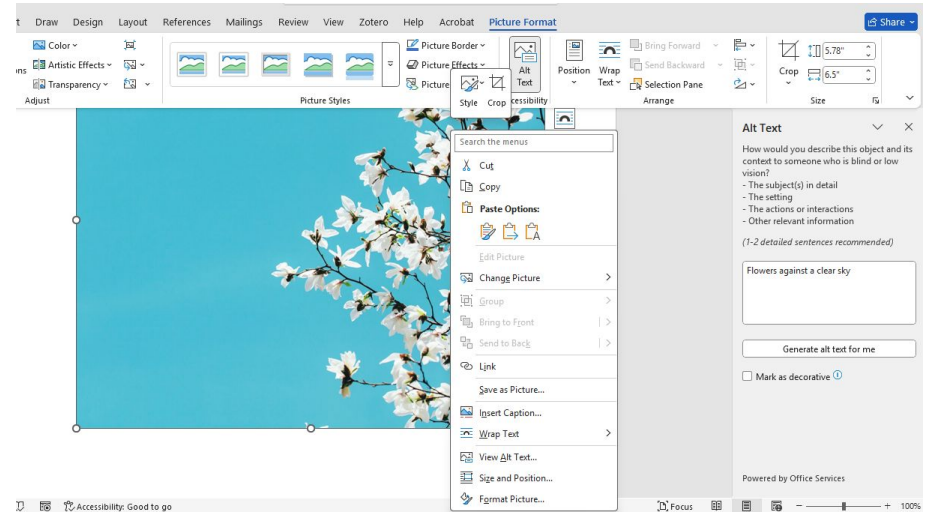 t Draw Design Layout References Mailings Review View Zotero Help Acrobat Picture Format Share
Color
Artistic Effects
Transparency
Adjust
Picture Styles
Picture Border
Picture Effects
Picture
Style Crop
Alt Text
cessibility
Position Wrap Text
Bring Forward
Send Backward
Selection Pane
Arrange
Crop
5.78"
6.5"
Size
Search the menus
Cut
Copy
Paste Options:
Edit Picture
Change Picture
Group
Bring to Front
Send to Back
Link
Save as Picture...
Insert Caption...
Wrap Text
View Alt Text...
Size and Position...
Format Picture...
Alt Text
How would you describe this object and its
context to someone who is blind or low
vision?
- The subject(s) in detail
- The setting
- The actions or interactions
- Other relevant information
(1-2 detailed sentences recommended)
Flowers against a clear sky
Generate alt text for me
Mark as decorative
Powered by Office Services
Accessibility: Good to go
Focus
100%